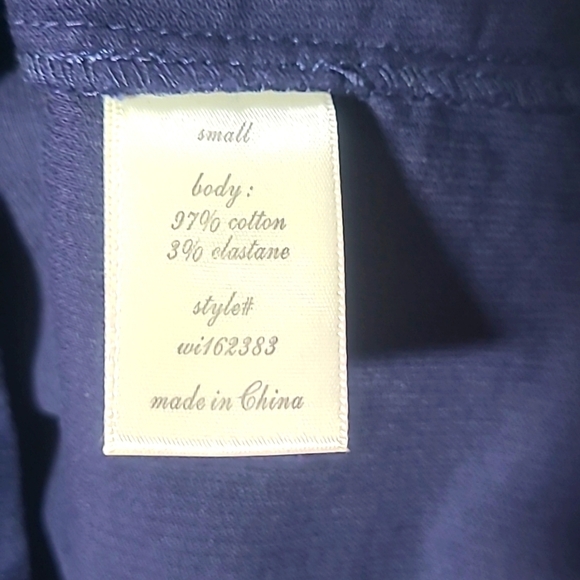 small
body:
97% cotton
3% elastane
style#
wi162383
made in China